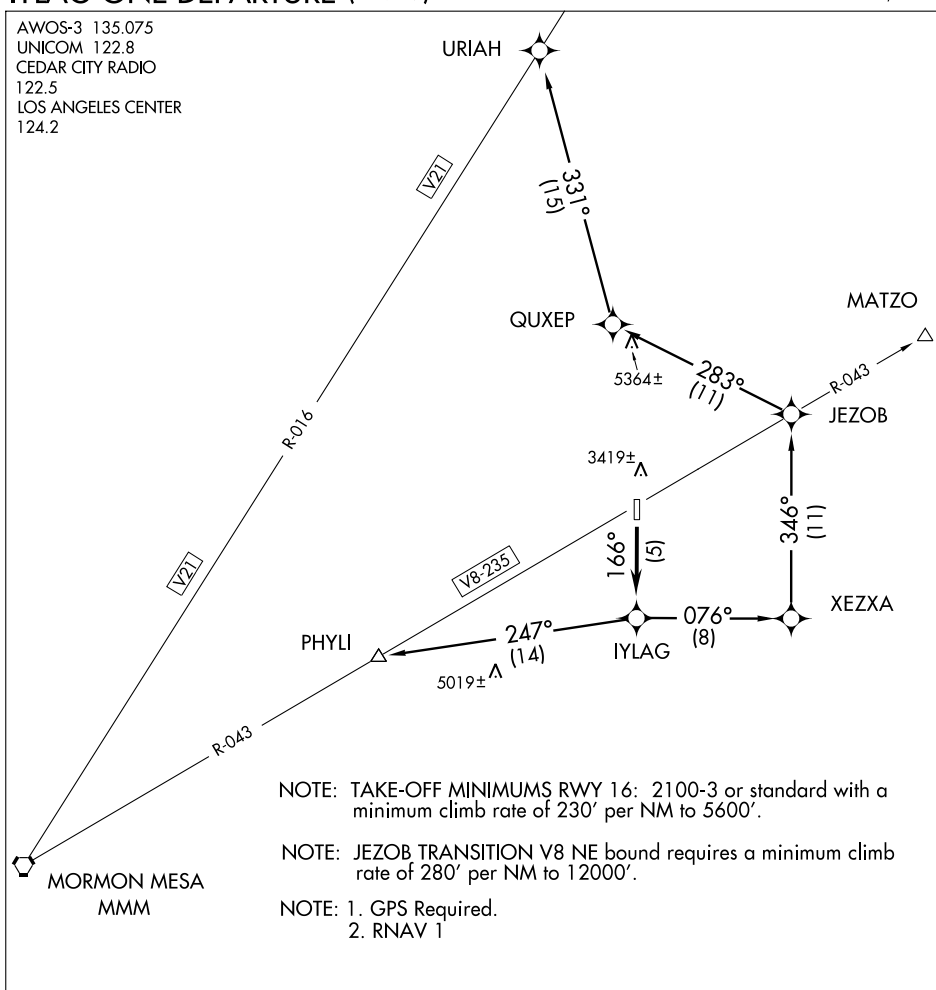 AWOS-3 135.075
UNICOM 122.8
CEDAR CITY RADIO
122.5
LOS ANGELES CENTER
124.2
URIAH
V21
331°
(15)
MATZO
QUXEP
5364±
283°
(11)
R-043
JEZOB
R-016
3419±
346°
(11)
166°
(5)
V21
V8-235
XEZXA
PHYLI
247°
(14)
076°
(8)
IYLAG
5019±
R-043
NOTE: TAKE-OFF MINIMUMS RWY 16: 2100-3 or standard with a
minimum climb rate of 230' per NM to 5600'.
NOTE: JEZOB TRANSITION V8 NE bound requires a minimum climb
rate of 280' per NM to 12000'.
MORMON MESA
MMM
NOTE: 1. GPS Required.
2. RNAV 1